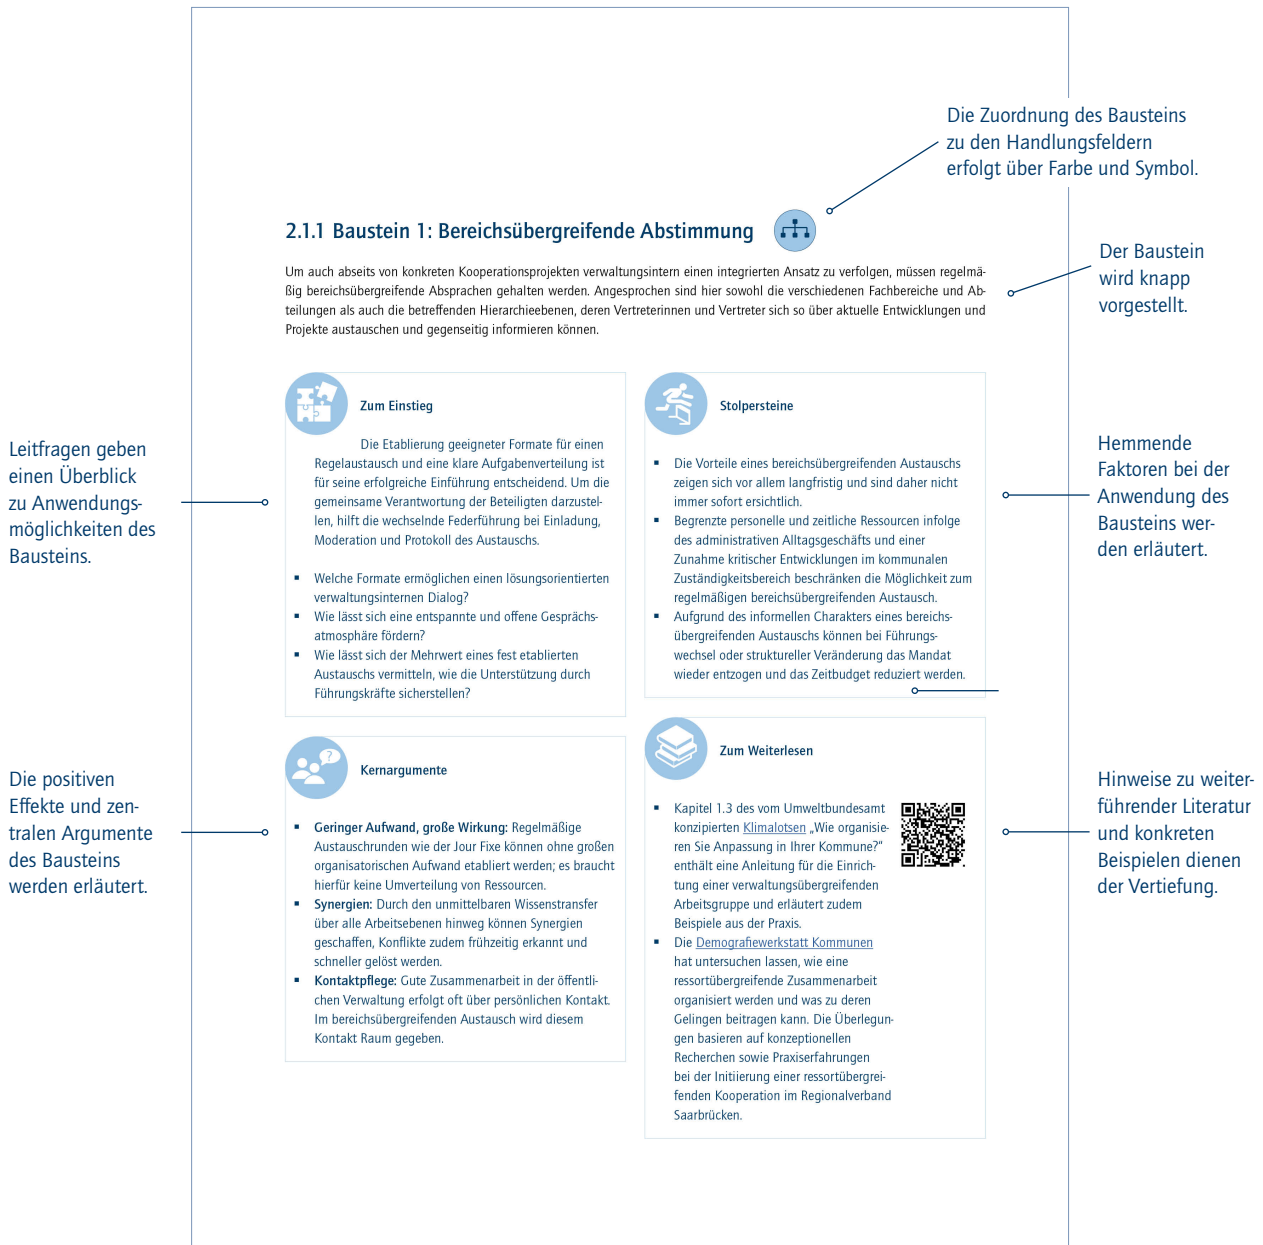 Die Zuordnung des Bausteins
zu den Handlungsfeldern
erfolgt über Farbe und Symbol.
2.1.1 Baustein 1: Bereichsübergreifende Abstimmung
Der Baustein
wird knapp
vorgestellt.
Um auch abseits von konkreten Kooperationsprojekten verwaltungsintern einen integrierten Ansatz zu verfolgen, müssen regelmä-
ßig bereichsübergreifende Absprachen gehalten werden. Angesprochen sind hier sowohl die verschiedenen Fachbereiche und Ab-
teilungen als auch die betreffenden Hierarchieebenen, deren Vertreterinnen und Vertreter sich so über aktuelle Entwicklungen und
Projekte austauschen und gegenseitig informieren können.
Leitfragen geben
einen Überblick
zu Anwendungs-
möglichkeiten des
Bausteins.
Zum Einstieg
Die Etablierung geeigneter Formate für einen
Regelaustausch und eine klare Aufgabenverteilung ist
für seine erfolgreiche Einführung entscheidend. Um die
gemeinsame Verantwortung der Beteiligten darzustel-
len, hilft die wechselnde Federführung bei Einladung,
Moderation und Protokoll des Austauschs.
▪ Welche Formate ermöglichen einen lösungsorientierten
verwaltungsinternen Dialog?
▪ Wie lässt sich eine entspannte und offene Gesprächs-
atmosphäre fördern?
▪ Wie lässt sich der Mehrwert eines fest etablierten
Austauschs vermitteln, wie die Unterstützung durch
Führungskräfte sicherstellen?
Stolpersteine
▪ Die Vorteile eines bereichsübergreifenden Austauschs
zeigen sich vor allem langfristig und sind daher nicht
immer sofort ersichtlich.
▪ Begrenzte personelle und zeitliche Ressourcen infolge
des administrativen Alltagsgeschäfts und einer
Zunahme kritischer Entwicklungen im kommunalen
Zuständigkeitsbereich beschränken die Möglichkeit zum
regelmäßigen bereichsübergreifenden Austausch.
▪ Aufgrund des informellen Charakters eines bereichs-
übergreifenden Austauschs können bei Führungs-
wechsel oder struktureller Veränderung das Mandat
wieder entzogen und das Zeitbudget reduziert werden.
Hemmende
Faktoren bei der
Anwendung des
Bausteins wer-
den erläutert.
Die positiven
Effekte und zen-
tralen Argumente
des Bausteins
werden erläutert.
?
Kernargumente
▪ Geringer Aufwand, große Wirkung: Regelmäßige
Austauschrunden wie der Jour Fixe können ohne großen
organisatorischen Aufwand etabliert werden; es braucht
hierfür keine Umverteilung von Ressourcen.
▪ Synergien: Durch den unmittelbaren Wissenstransfer
über alle Arbeitsebenen hinweg können Synergien
geschaffen, Konflikte zudem frühzeitig erkannt und
schneller gelöst werden.
▪ Kontaktpflege: Gute Zusammenarbeit in der öffentli-
chen Verwaltung erfolgt oft über persönlichen Kontakt.
Im bereichsübergreifenden Austausch wird diesem
Kontakt Raum gegeben.
Zum Weiterlesen
▪ Kapitel 1.3 des vom Umweltbundesamt
konzipierten Klimalotsen „Wie organisie-
ren Sie Anpassung in Ihrer Kommune?“
enthält eine Anleitung für die Einrich-
tung einer verwaltungsübergreifenden
Arbeitsgruppe und erläutert zudem
Beispiele aus der Praxis.
▪ Die Demografiewerkstatt Kommunen
hat untersuchen lassen, wie eine
ressortübergreifende Zusammenarbeit
organisiert werden und was zu deren
Gelingen beitragen kann. Die Überlegun-
gen basieren auf konzeptionellen
Recherchen sowie Praxiserfahrungen
bei der Initiierung einer ressortübergrei-
fenden Kooperation im Regionalverband
Saarbrücken.
Hinweise zu weiter-
führender Literatur
und konkreten
Beispielen dienen
der Vertiefung.